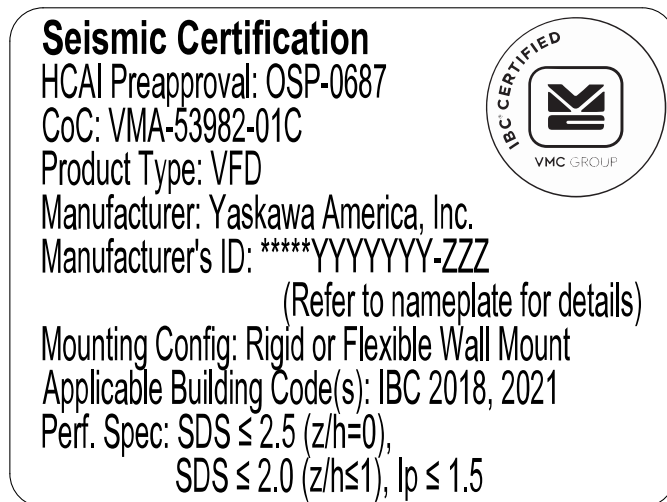 Seismic Certification
HCAI Preapproval: OSP-0687
CoC: VMA-53982-01C
Product Type: VFD
Manufacturer: Yaskawa America, Inc.
Manufacturer's ID: *****YYYYYYY-ZZZ
(Refer to nameplate for details)
Mounting Config: Rigid or Flexible Wall Mount
Applicable Building Code(s): IBC 2018, 2021
Perf. Spec: SDS ≤ 2.5 (z/h=0),
SDS ≤ 2.0 (z/h≤1), Ip ≤ 1.5
IBC® CERTIFIED
VMC GROUP